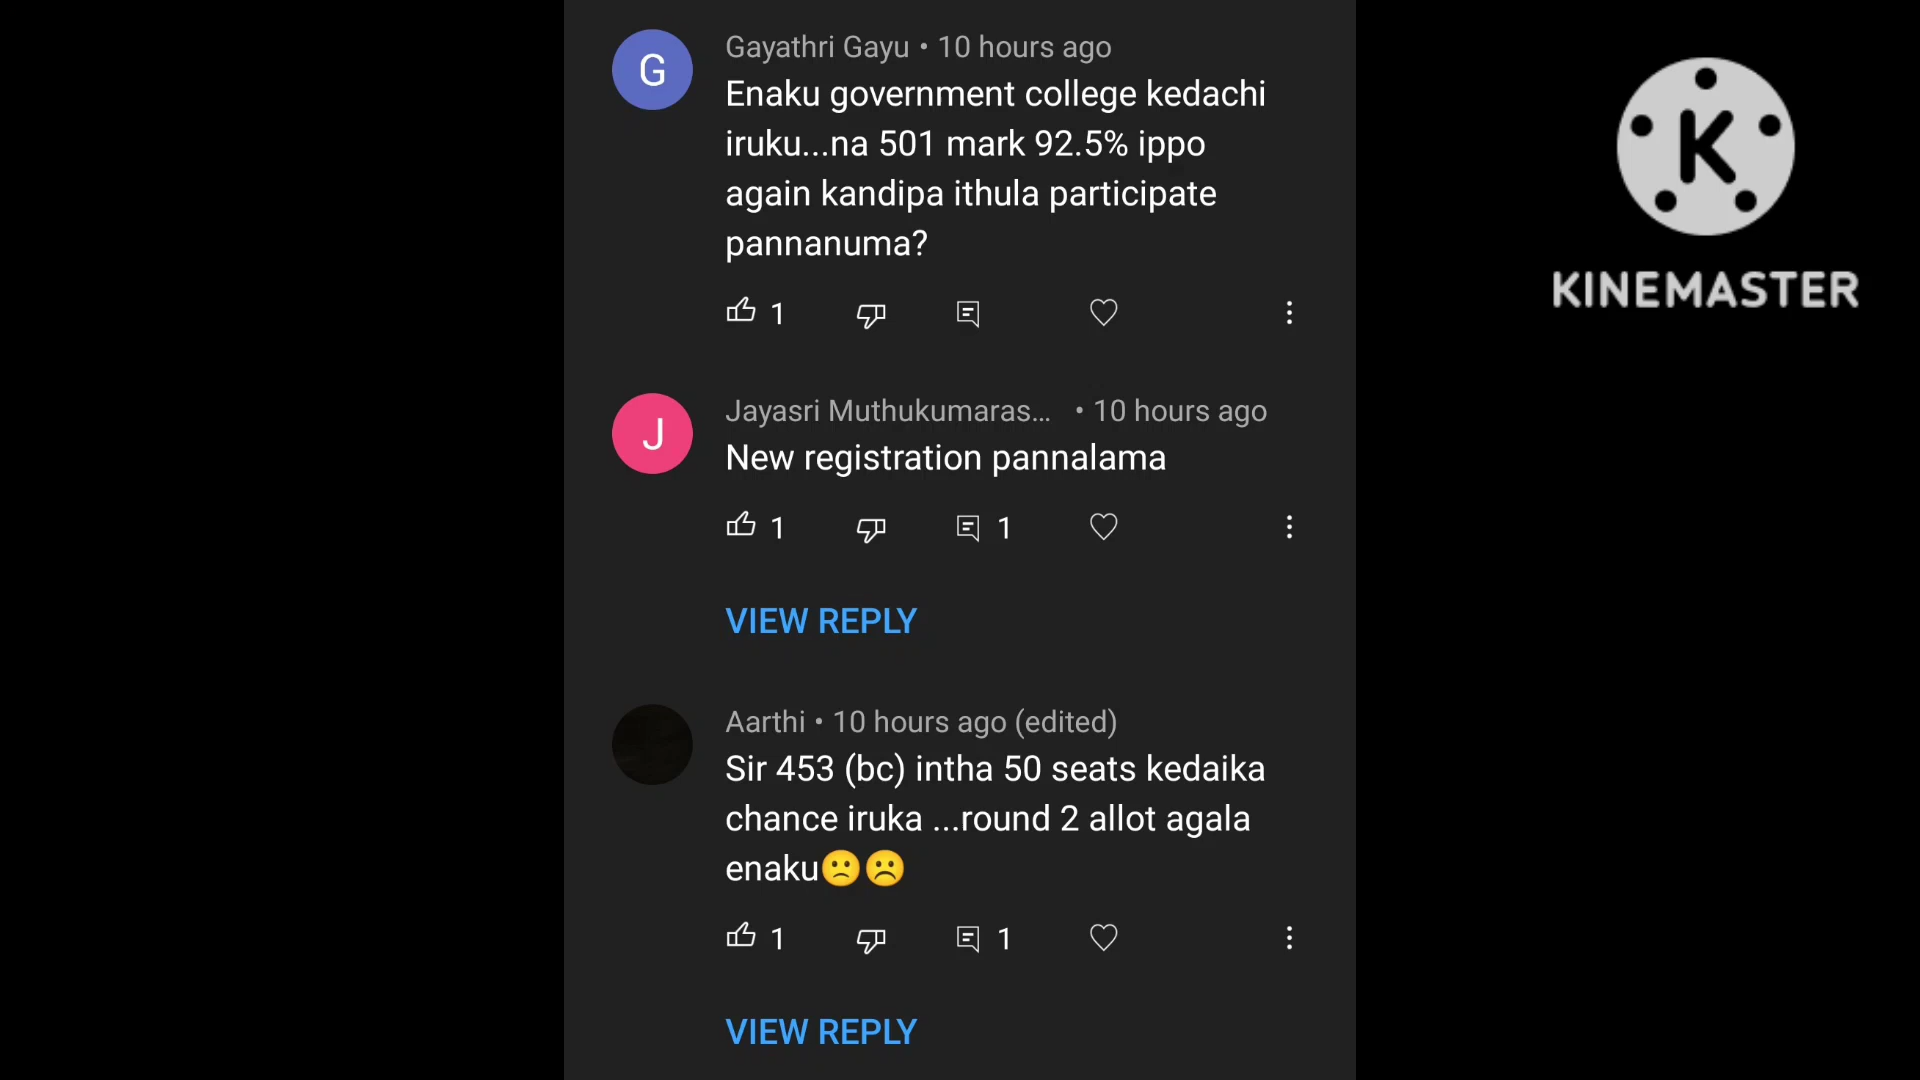 G
Gayathri Gayu • 10 hours ago
Enaku government college kedachi
iruku...na 501 mark 92.5% ippo
again kandipa ithula participate
pannanuma?
1
J
Jayasri Muthukumaras... • 10 hours ago
New registration pannalama
1 1
VIEW REPLY
Aarthi • 10 hours ago (edited)
Sir 453 (bc) intha 50 seats kedaika
chance iruka ...round 2 allot agala
enaku🙁☹️
1 1
VIEW REPLY
K
KINEMASTER